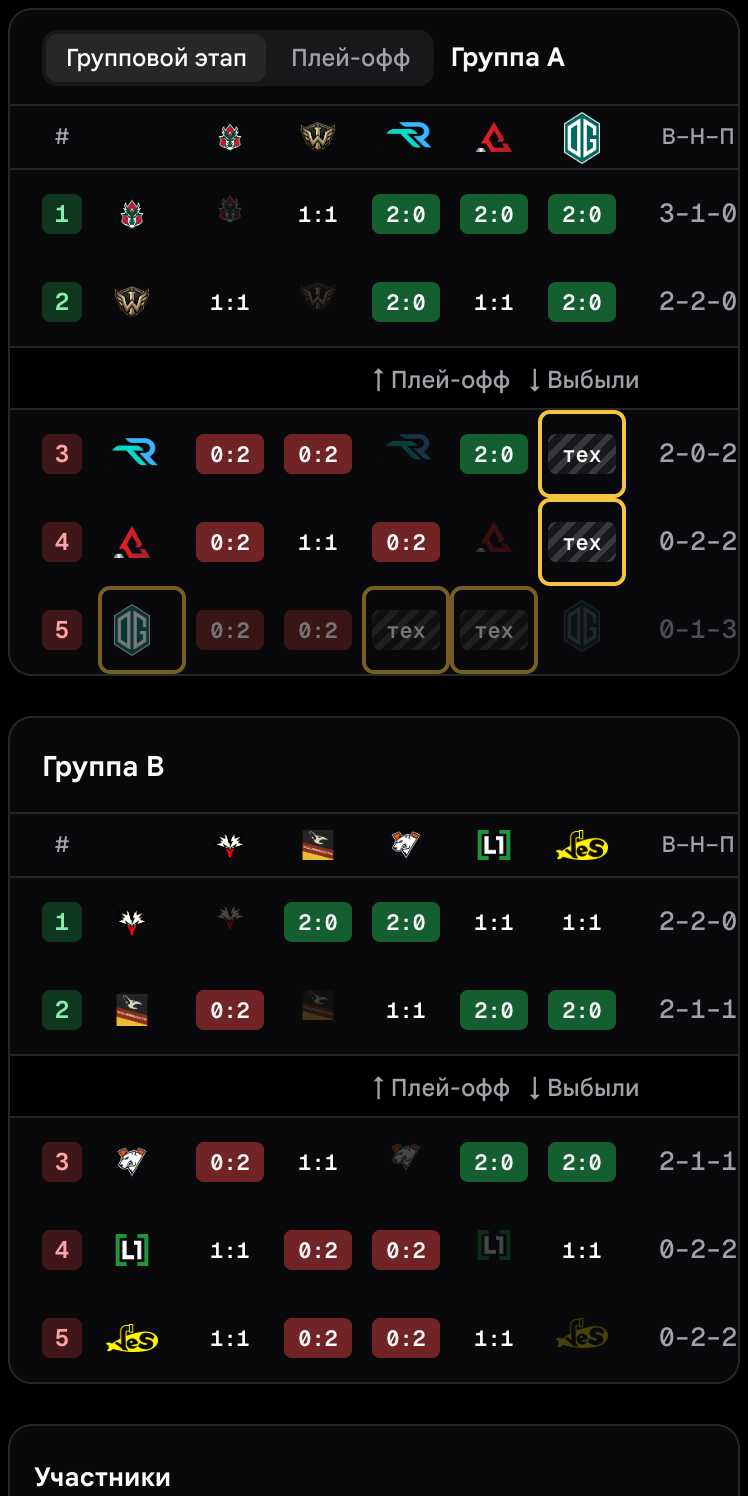 Групповой этап Плей-офф Группа A
# В–Н–П
1 1:1 2:0 2:0 2:0 3-1-0
2 1:1 2:0 1:1 2:0 2-2-0
↑ Плей-офф ↓ Выбыли
3 0:2 0:2 2:0 тех 2-0-2
4 0:2 1:1 0:2 тех 0-2-2
5 0:2 0:2 тех тех 0-1-3
Группа B
# L1 В–Н–П
1 2:0 2:0 1:1 1:1 2-2-0
2 0:2 1:1 2:0 2:0 2-1-1
↑ Плей-офф ↓ Выбыли
3 0:2 1:1 2:0 2:0 2-1-1
4 L1 1:1 0:2 0:2 L1 1:1 0-2-2
5 1:1 0:2 0:2 1:1 0-2-2
Участники